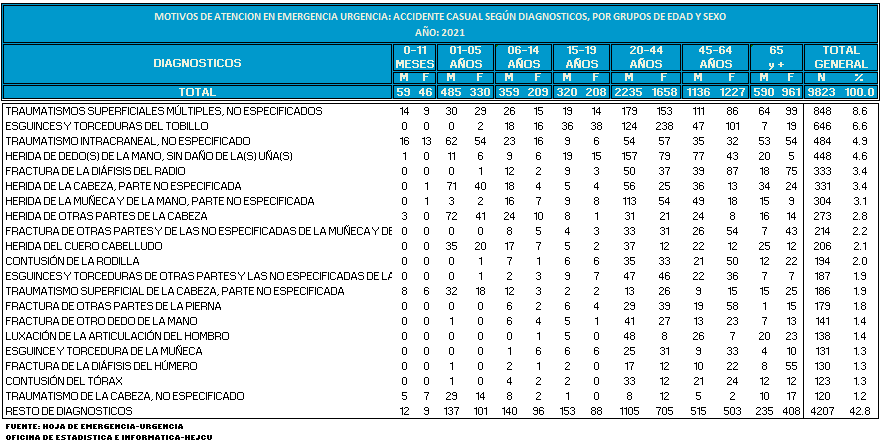 MOTIVOS DE ATENCION EN EMERGENCIA URGENCIA: ACCIDENTE CASUAL SEGÚN DIAGNOSTICOS, POR GRUPOS DE EDAD Y SEXO
AÑO: 2021
DIAGNOSTICOS 0-11 MESES 01-05 AÑOS 06-14 AÑOS 15-19 AÑOS 20-44 AÑOS 45-64 AÑOS 65 y + TOTAL GENERAL
M F M F M F M F M F M F M F N %
TOTAL 59 46 485 330 359 209 320 208 2235 1658 1136 1227 590 961 9823 100.0
TRAUMATISMOS SUPERFICIALES MÚLTIPLES, NO ESPECIFICADOS 14 9 30 29 26 15 19 14 179 153 111 86 64 99 848 8.6
ESGUINCES Y TORCEDURAS DEL TOBILLO 0 0 0 2 18 16 36 38 124 238 47 101 7 19 646 6.6
TRAUMATISMO INTRACRANEAL, NO ESPECIFICADO 16 13 62 54 23 16 9 6 54 57 35 32 53 54 484 4.9
HERIDA DE DEDO(S) DE LA MANO, SIN DAÑO DE LA(S) UÑA(S) 1 0 11 6 9 6 19 15 157 79 77 43 20 5 448 4.6
FRACTURA DE LA DIÁFISIS DEL RADIO 0 0 0 1 12 2 9 3 50 37 39 87 18 75 333 3.4
HERIDA DE LA CABEZA, PARTE NO ESPECIFICADA 0 1 71 40 18 4 5 4 56 25 36 13 34 24 331 3.4
HERIDA DE LA MUÑECA Y DE LA MANO, PARTE NO ESPECIFICADA 0 1 3 2 16 7 9 8 113 54 49 18 15 9 304 3.1
HERIDA DE OTRAS PARTES DE LA CABEZA 3 0 72 41 24 10 8 1 31 21 24 8 16 14 273 2.8
FRACTURA DE OTRAS PARTES Y DE LAS NO ESPECIFICADAS DE LA MUÑECA Y DE 0 0 0 0 8 5 4 3 33 31 26 54 7 43 214 2.2
HERIDA DEL CUERO CABELLUDO 0 0 35 20 17 7 5 2 37 12 22 12 25 12 206 2.1
CONTUSIÓN DE LA RODILLA 0 0 0 1 7 1 6 6 35 33 21 50 12 22 194 2.0
ESGUINCES Y TORCEDURAS DE OTRAS PARTES Y LAS NO ESPECIFICADAS DE LA 0 0 0 1 2 3 9 7 47 46 22 36 7 7 187 1.9
TRAUMATISMO SUPERFICIAL DE LA CABEZA, PARTE NO ESPECIFICADA 8 6 32 18 12 3 2 2 13 26 9 15 15 25 186 1.9
FRACTURA DE OTRAS PARTES DE LA PIERNA 0 0 0 0 6 2 6 4 29 39 19 58 1 15 179 1.8
FRACTURA DE OTRO DEDO DE LA MANO 0 0 1 0 6 4 5 1 41 27 13 23 7 13 141 1.4
LUXACIÓN DE LA ARTICULACIÓN DEL HOMBRO 0 0 0 0 0 1 5 0 48 8 26 7 20 23 138 1.4
ESGUINCE Y TORCEDURA DE LA MUÑECA 0 0 0 0 1 6 6 6 25 31 9 33 4 10 131 1.3
FRACTURA DE LA DIÁFISIS DEL HÚMERO 0 0 1 0 2 1 2 0 17 12 10 22 8 55 130 1.3
CONTUSIÓN DEL TÓRAX 0 0 1 0 4 2 2 0 33 12 21 24 12 12 123 1.3
TRAUMATISMO DE LA CABEZA, NO ESPECIFICADO 5 7 29 14 8 2 1 0 8 12 5 2 10 17 120 1.2
RESTO DE DIAGNOSTICOS 12 9 137 101 140 96 153 88 1105 705 515 503 235 408 4207 42.8
FUENTE: HOJA DE EMERGENCIA-URGENCIA
OFICINA DE ESTADISTICA E INFORMATICA-HEJCU